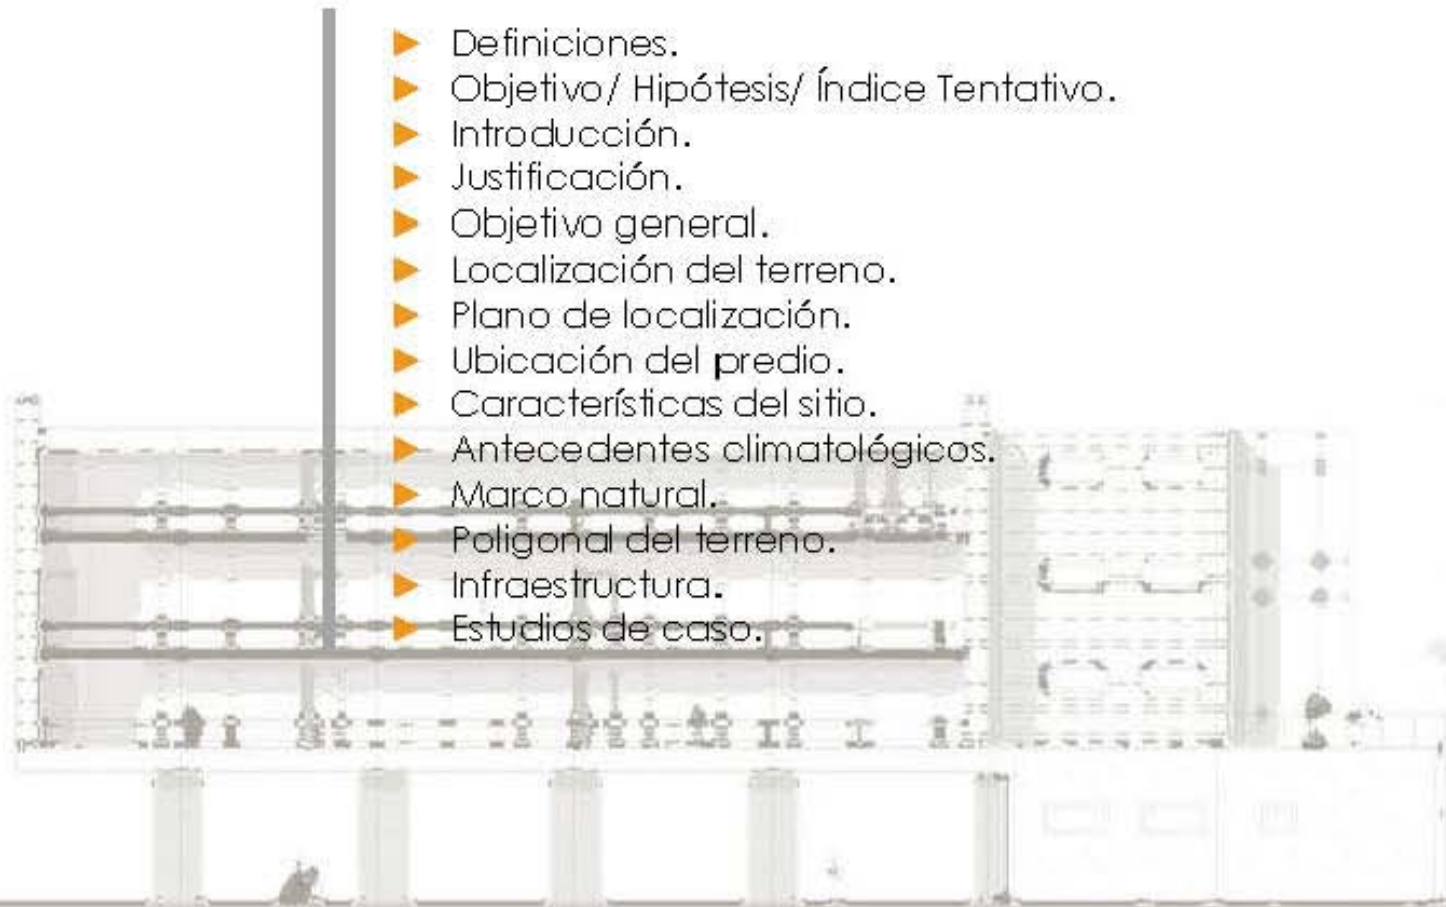 Definiciones.
Objetivo/ Hipótesis/ Índice Tentativo.
Introducción.
Justificación.
Objetivo general.
Localización del terreno.
Plano de localización.
Ubicación del predio.
Características del sitio.
Antecedentes climatológicos.
Marco natural.
Poligonal del terreno.
Infraestructura.
Estudios de caso.